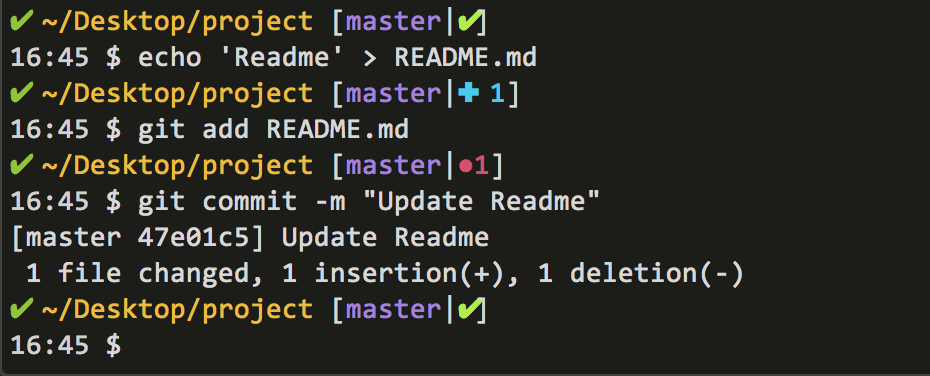 ✔ ~/Desktop/project [master|✔]
16:45 $ echo 'Readme' > README.md
✔ ~/Desktop/project [master|✚ 1]
16:45 $ git add README.md
✔ ~/Desktop/project [master|●1]
16:45 $ git commit -m "Update Readme"
[master 47e01c5] Update Readme
 1 file changed, 1 insertion(+), 1 deletion(-)
✔ ~/Desktop/project [master|✔]
16:45 $